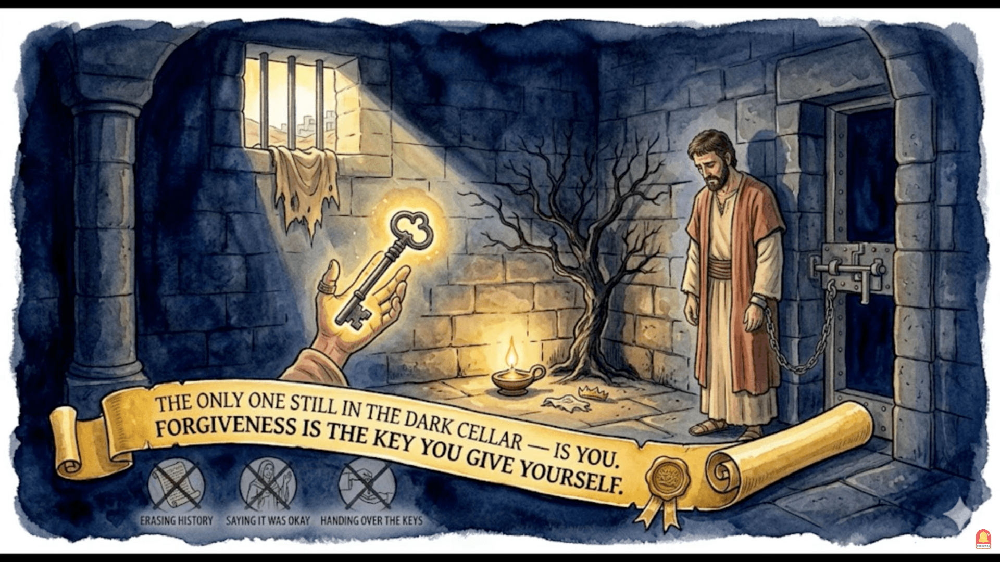 THE ONLY ONE STILL IN THE DARK CELLAR — IS YOU.
FORGIVENESS IS THE KEY YOU GIVE YOURSELF.
ERASING HISTORY
SAYING IT WAS OKAY
HANDING OVER THE KEYS
SUBSCRIBE